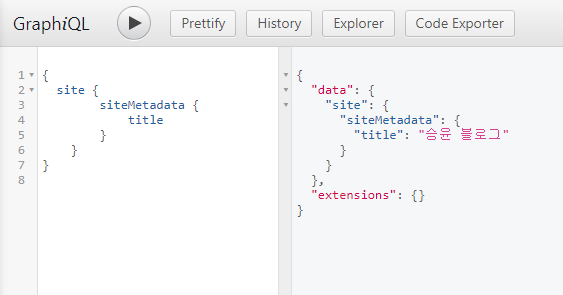 GraphiQL Prettify History Explorer Code Exporter
1 {
2 site {
3 siteMetadata {
4 title
5 }
6 }
7 }
8
{
"data": {
"site": {
"siteMetadata": {
"title": "승윤 블로그"
}
}
},
"extensions": {}
}